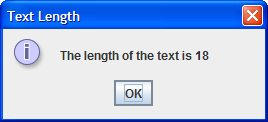 Text Length
The length of the text is 18
OK